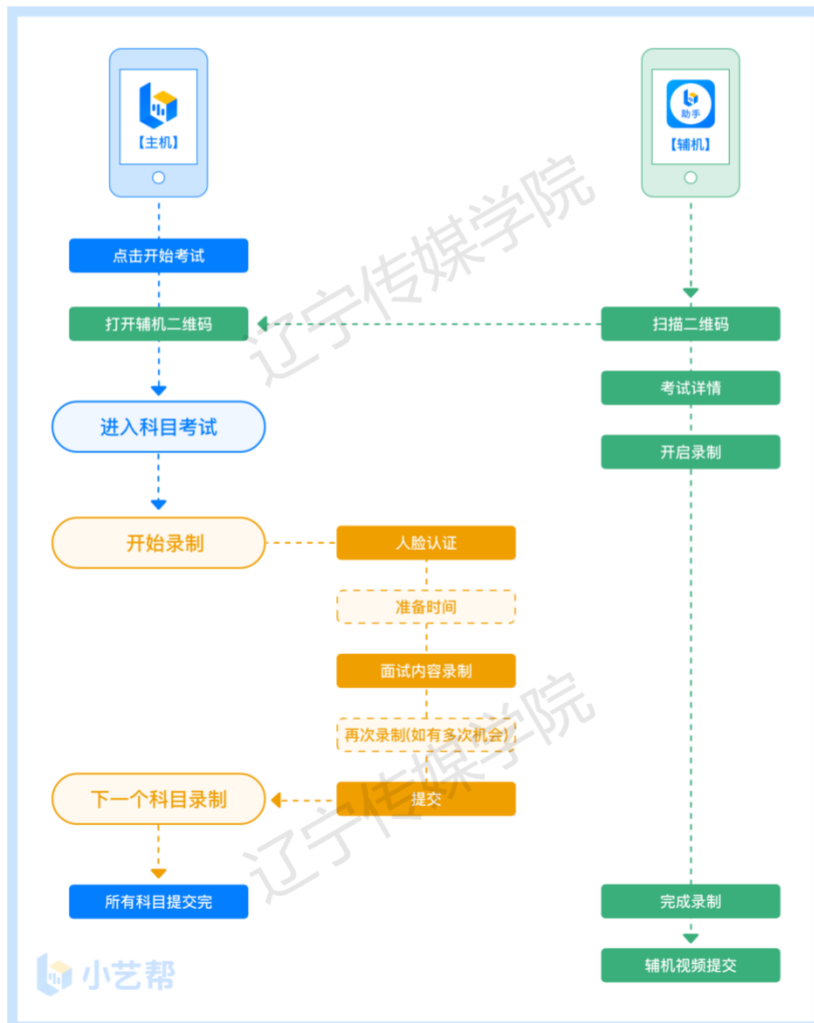 【主机】
助手
【辅机】
点击开始考试
打开辅机二维码
扫描二维码
考试详情
进入科目考试
开启录制
开始录制
人脸认证
准备时间
面试内容录制
再次录制(如有多次机会)
下一个科目录制
提交
所有科目提交完
完成录制
辅机视频提交
小艺帮
辽宁传媒学院
辽宁传媒学院